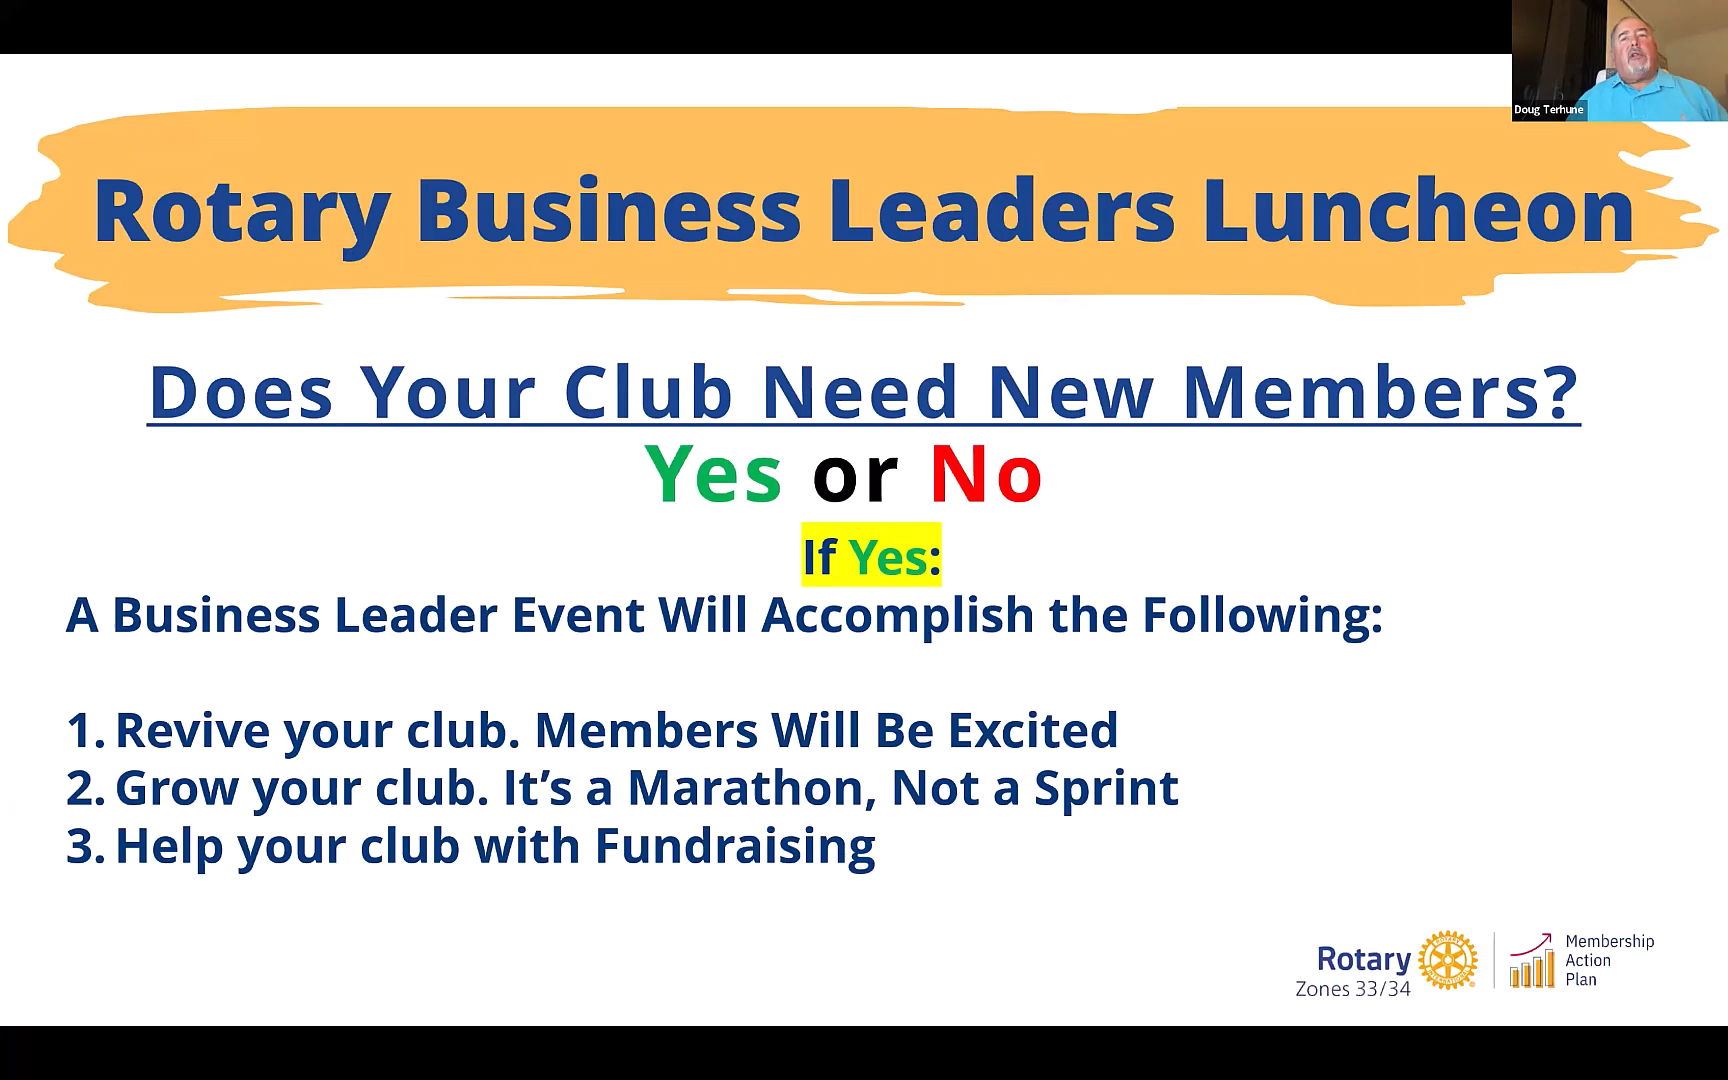 Doug Terhune
Rotary Business Leaders Luncheon
Does Your Club Need New Members?
Yes or No
If Yes:
A Business Leader Event Will Accomplish the Following:
1. Revive your club. Members Will Be Excited
2. Grow your club. It’s a Marathon, Not a Sprint
3. Help your club with Fundraising
Rotary
Zones 33/34
Membership
Action
Plan